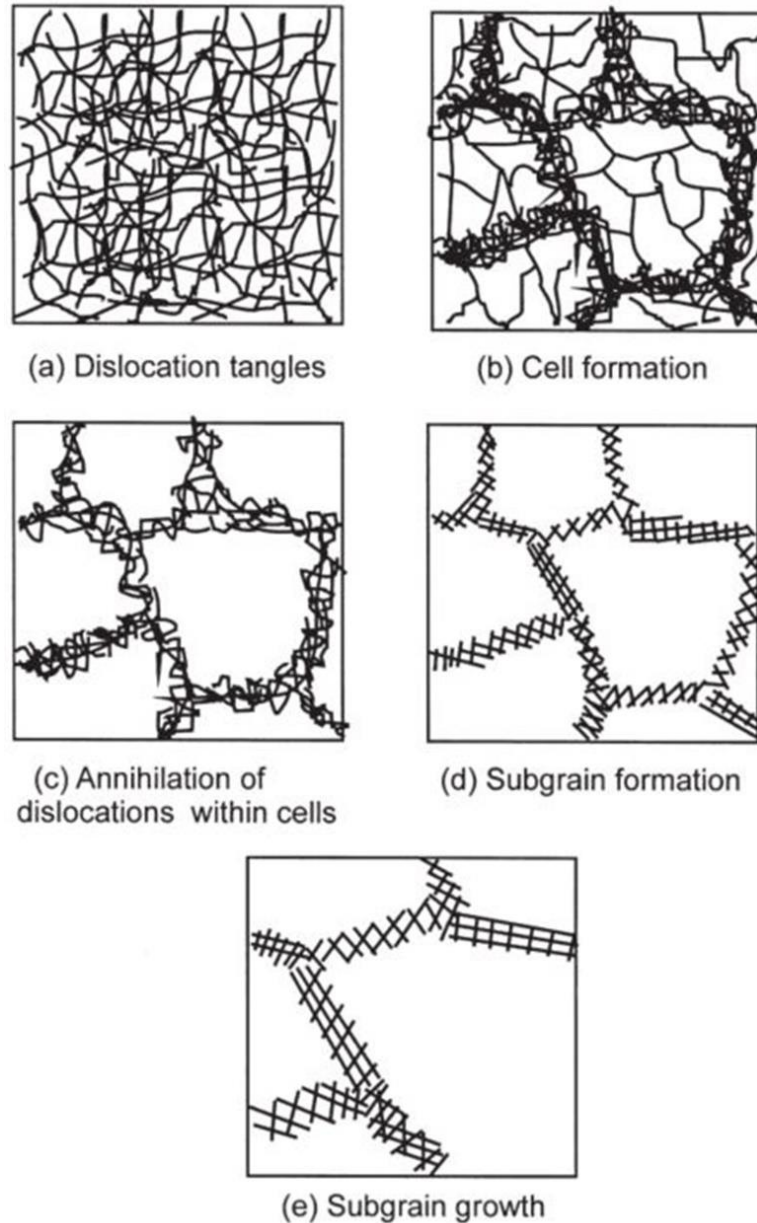 (a) Dislocation tangles
(b) Cell formation
(c) Annihilation of
dislocations within cells
(d) Subgrain formation
(e) Subgrain growth